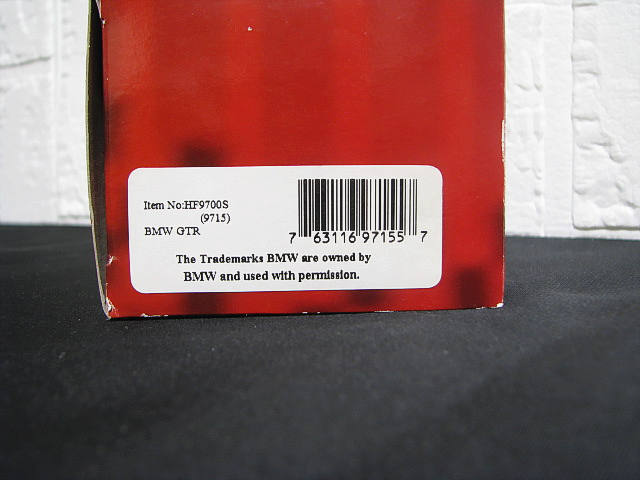 Item No:HF9700S
(9715)
BMW GTR
7 63116 97155 7
The Trademarks BMW are owned by
BMW and used with permission.